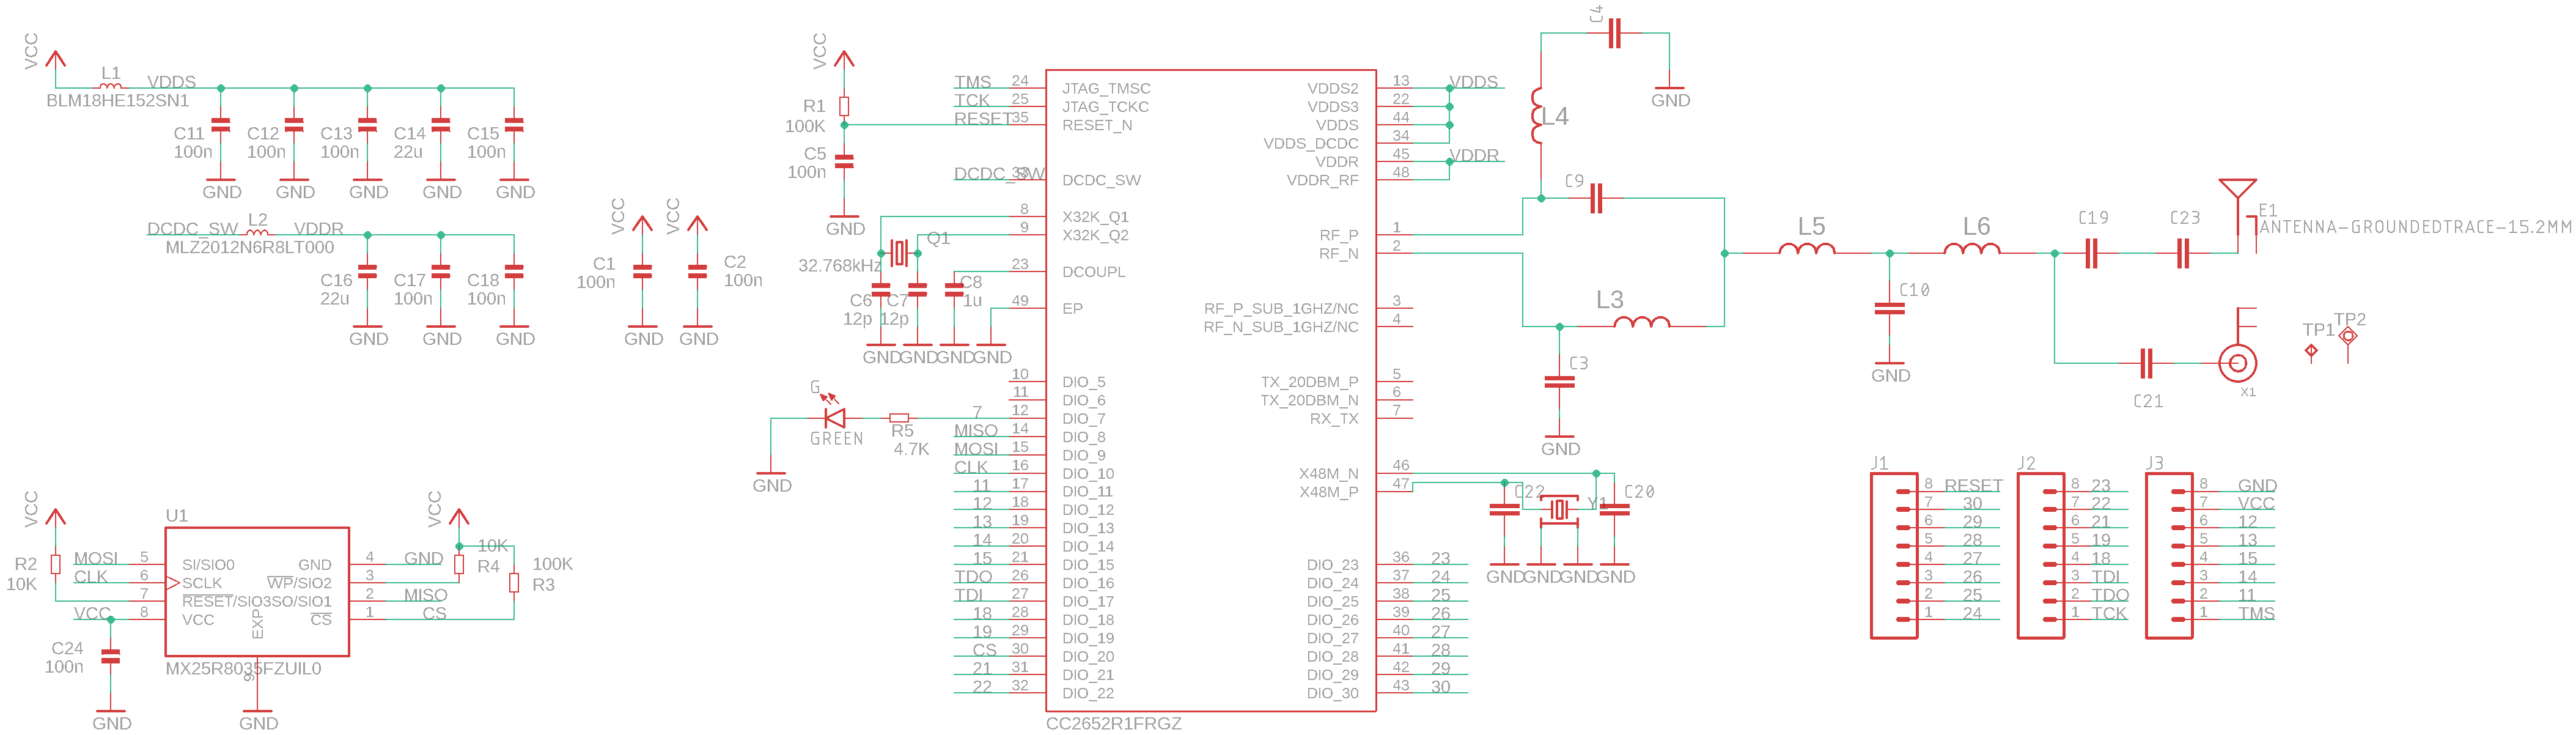 VCC
L1
VDDS
BLM18HE152SN1
C11
100n
C12
100n
C13
100n
C14
22u
C15
100n
GND
GND
GND
GND
GND
DCDC_SW
L2
VDDR
MLZ2012N6R8LT000
C16
22u
C17
100n
C18
100n
GND
GND
GND
VCC
VCC
C1
100n
C2
100n
GND
GND
VCC
R1
100K
C5
100n
GND
Q1
32.768kHz
C6
12p
C7
12p
C8
1u
GND
GND
GND
GND
G
GREEN
R5
4.7K
GND
TMS 24 JTAG_TMSC
TCK 25 JTAG_TCKC
RESET 35 RESET_N
DCDC_SW 33 DCDC_SW
8 X32K_Q1
9 X32K_Q2
23 DCOUPL
49 EP
10 DIO_5
11 DIO_6
7 12 DIO_7
MISO 14 DIO_8
MOSI 15 DIO_9
CLK 16 DIO_10
11 17 DIO_11
12 18 DIO_12
13 19 DIO_13
14 20 DIO_14
15 21 DIO_15
TDO 26 DIO_16
TDI 27 DIO_17
18 28 DIO_18
19 29 DIO_19
CS 30 DIO_20
21 31 DIO_21
22 32 DIO_22
VDDS2 13 VDDS
VDDS3 22
VDDS 44
VDDS_DCDC 34
VDDR 45 VDDR
VDDR_RF 48
RF_P 1
RF_N 2
RF_P_SUB_1GHZ/NC 3
RF_N_SUB_1GHZ/NC 4
TX_20DBM_P 5
TX_20DBM_N 6
RX_TX 7
X48M_N 46
X48M_P 47
DIO_23 36 23
DIO_24 37 24
DIO_25 38 25
DIO_26 39 26
DIO_27 40 27
DIO_28 41 28
DIO_29 42 29
DIO_30 43 30
CC2652R1FRGZ
C4
GND
L4
C9
L3
C3
GND
L5
L6
C10
GND
C19
C23
E1
ANTENNA-GROUNDEDTRACE-15.2MM
C21
X1
TP1
TP2
C22
Y1
C20
GND
GND
GND
GND
VCC
R2
10K
U1
MOSI 5 SI/SIO0
CLK 6 SCLK
7 RESET/SIO3
VCC 8 VCC
GND 4 GND
WP/SIO2 3
SO/SIO1 2 MISO
CS 1 CS
EXP
9
MX25R8035FZUIL0
C24
100n
GND
GND
VCC
10K
R4
100K
R3
J1
8 RESET
7 30
6 29
5 28
4 27
3 26
2 25
1 24
J2
8 23
7 22
6 21
5 19
4 18
3 TDI
2 TDO
1 TCK
J3
8 GND
7 VCC
6 12
5 13
4 15
3 14
2 11
1 TMS